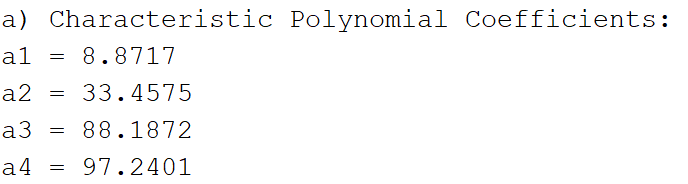 a) Characteristic Polynomial Coefficients:
a1 = 8.8717
a2 = 33.4575
a3 = 88.1872
a4 = 97.2401